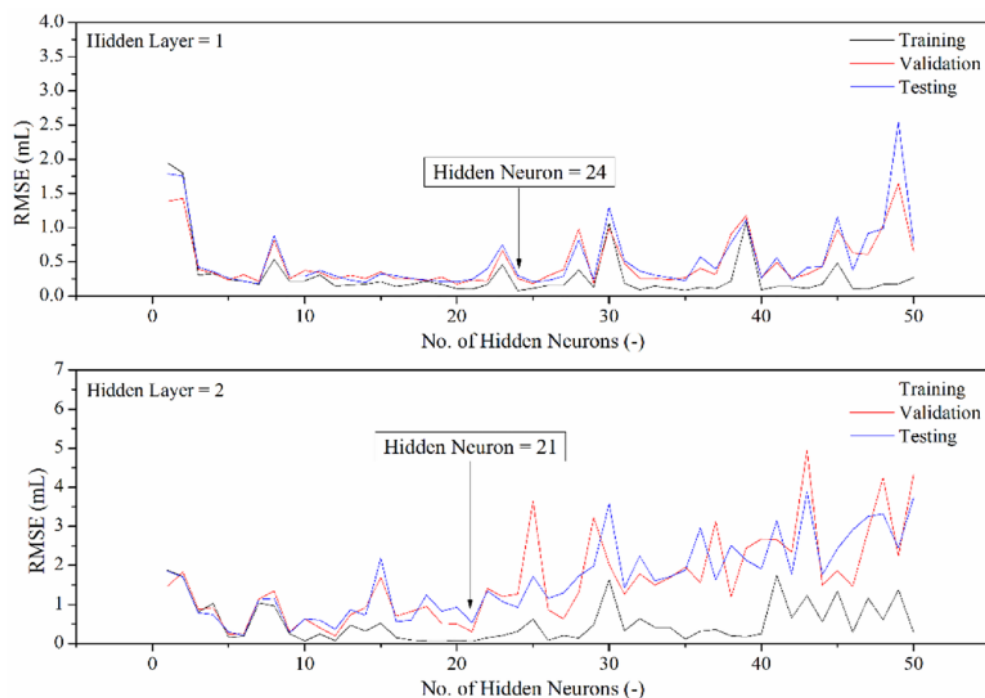 4.0
Hidden Layer = 1
Training
3.5
Validation
3.0
Testing
2.5
RMSE (mL)
2.0
Hidden Neuron = 24
1.5
1.0
0.5
0.0
0 10 20 30 40 50
No. of Hidden Neurons (-)
7
Hidden Layer = 2
Training
6
Validation
Testing
5
Hidden Neuron = 21
4
RMSE (mL)
3
2
1
0
0 10 20 30 40 50
No. of Hidden Neurons (-)